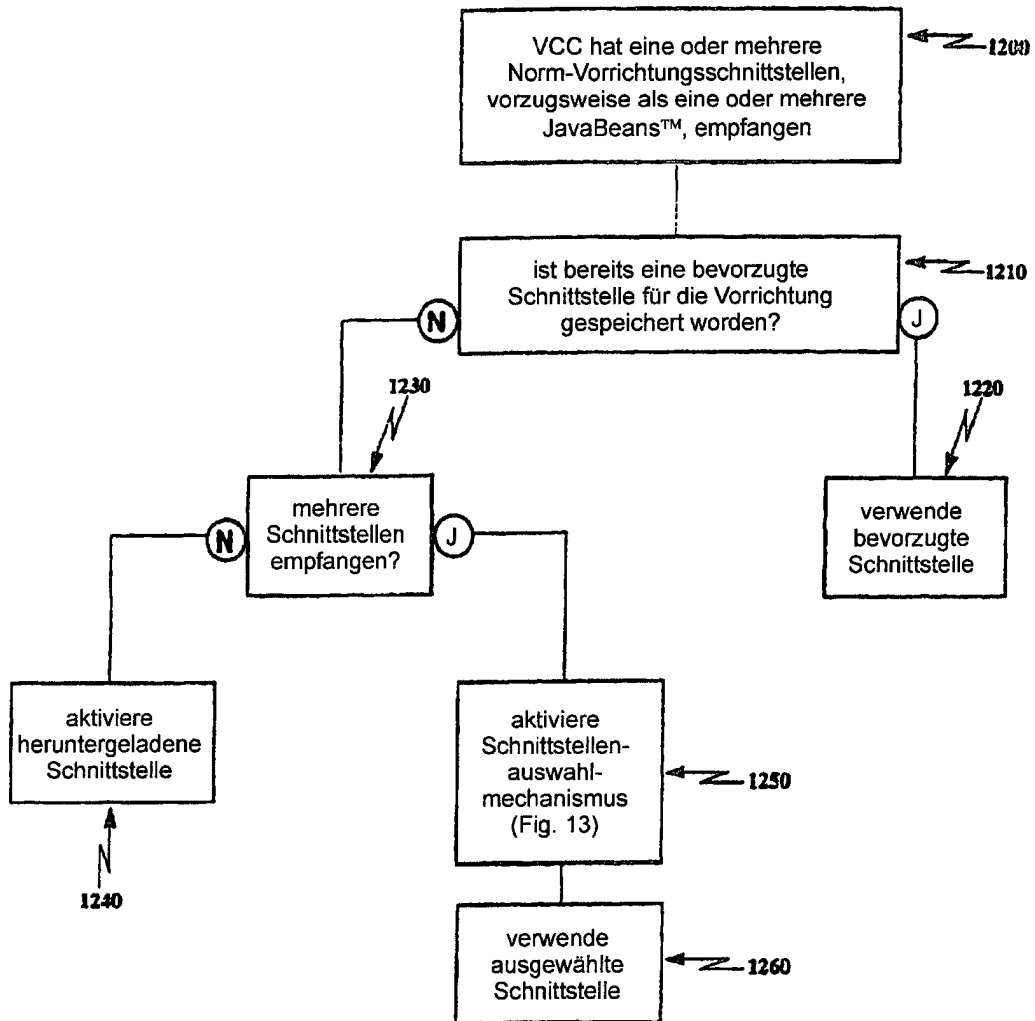 VCC hat eine oder mehrere
Norm-Vorrichtungsschnittstellen,
vorzugsweise als eine oder mehrere
JavaBeans™, empfangen
1200
ist bereits eine bevorzugte
Schnittstelle für die Vorrichtung
gespeichert worden?
1210
N
J
1230
1220
mehrere
Schnittstellen
empfangen?
N
J
verwende
bevorzugte
Schnittstelle
aktiviere
heruntergeladene
Schnittstelle
1240
aktiviere
Schnittstellen-
auswahl-
mechanismus
(Fig. 13)
1250
verwende
ausgewählte
Schnittstelle
1260